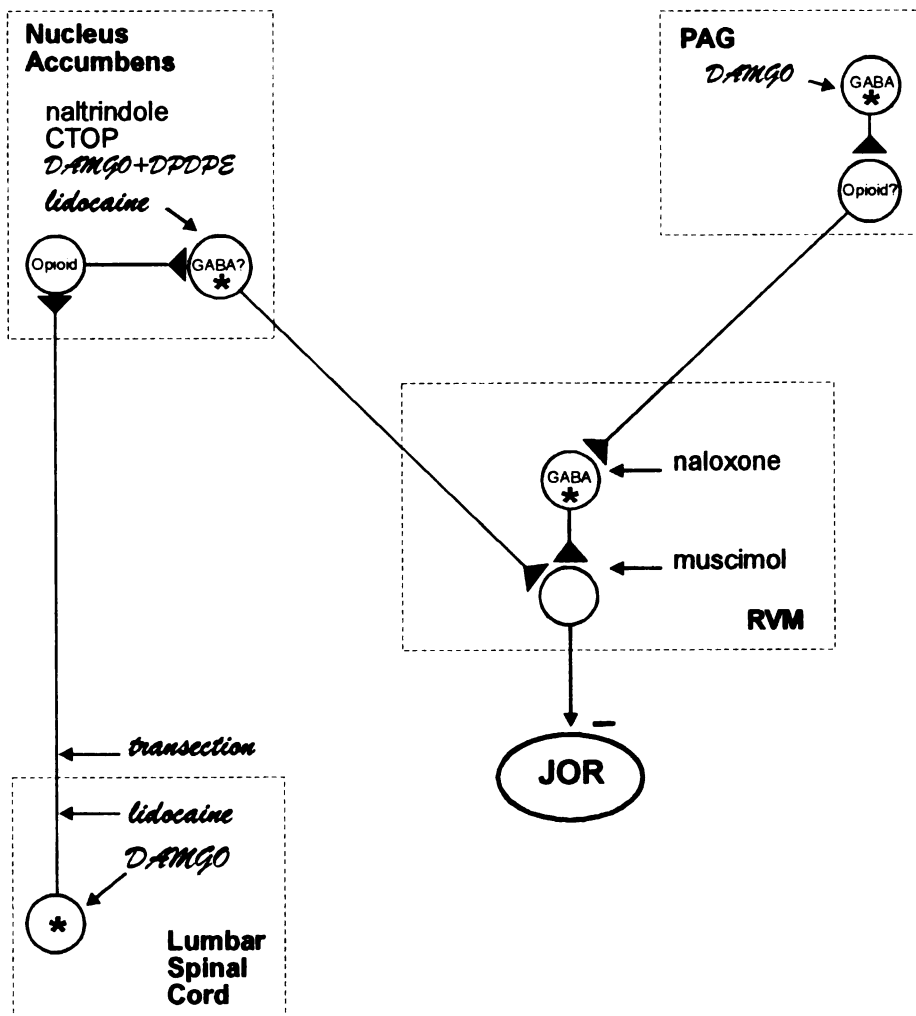 Nucleus
Accumbens
naltrindole
CTOP
DAMGO+DPDPE
lidocaine
Opioid
GABA?
*
PAG
DAMGO
GABA
*
Opioid?
GABA
*
naloxone
muscimol
RVM
–
JOR
transection
lidocaine
DAMGO
*
Lumbar
Spinal
Cord